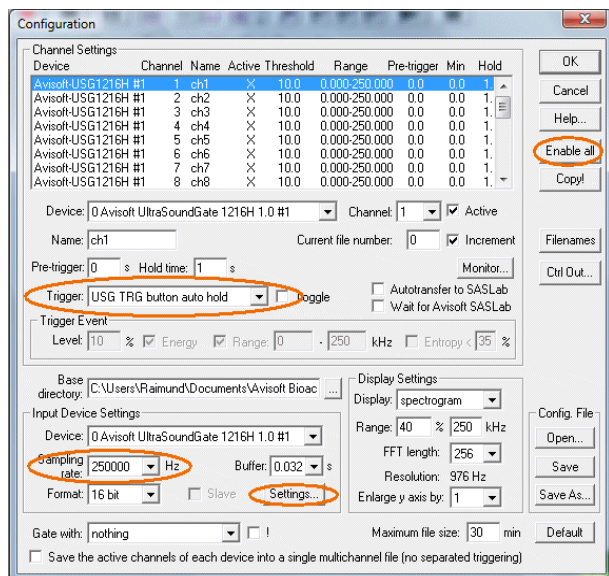 Configuration
Channel Settings
Device Channel Name Active Threshold Range Pre-trigger Min Hold
Avisoft-USG1216H #1 1 ch1 X 10.0 0.000-250.000 0.0 0.0 1.
Avisoft-USG1216H #1 2 ch2 X 10.0 0.000-250.000 0.0 0.0 1.
Avisoft-USG1216H #1 3 ch3 X 10.0 0.000-250.000 0.0 0.0 1.
Avisoft-USG1216H #1 4 ch4 X 10.0 0.000-250.000 0.0 0.0 1.
Avisoft-USG1216H #1 5 ch5 X 10.0 0.000-250.000 0.0 0.0 1.
Avisoft-USG1216H #1 6 ch6 X 10.0 0.000-250.000 0.0 0.0 1.
Avisoft-USG1216H #1 7 ch7 X 10.0 0.000-250.000 0.0 0.0 1.
Avisoft-USG1216H #1 8 ch8 X 10.0 0.000-250.000 0.0 0.0 1.
OK
Cancel
Help...
Enable all
Copy!
Device: 0 Avisoft UltraSoundGate 1216H 1.0 #1 Channel: 1 Active
Name: ch1 Current file number: 0 Increment Filenames
Pre-trigger: 0 s Hold time: 1 s Monitor... Ctrl Out...
Trigger: USG TRG button auto hold toggle Autotransfer to SASLab
Wait for Avisoft SASLab
Trigger Event
Level: 10 % Energy Range: 0 - 250 kHz Entropy < 35 %
Base directory: C:\Users\Raimund\Documents\Avisoft Bioac ...
Input Device Settings
Device: 0 Avisoft UltraSoundGate 1216H 1.0 #1
Sampling rate: 250000 Hz Buffer: 0.032 s
Format: 16 bit Slave Settings...
Display Settings
Display: spectrogram
Range: 40 % 250 kHz
FFT length: 256
Resolution: 976 Hz
Enlarge y axis by: 1
Config. File
Open...
Save
Save As...
Gate with: nothing ! Maximum file size: 30 min Default
Save the active channels of each device into a single multichannel file (no separated triggering)